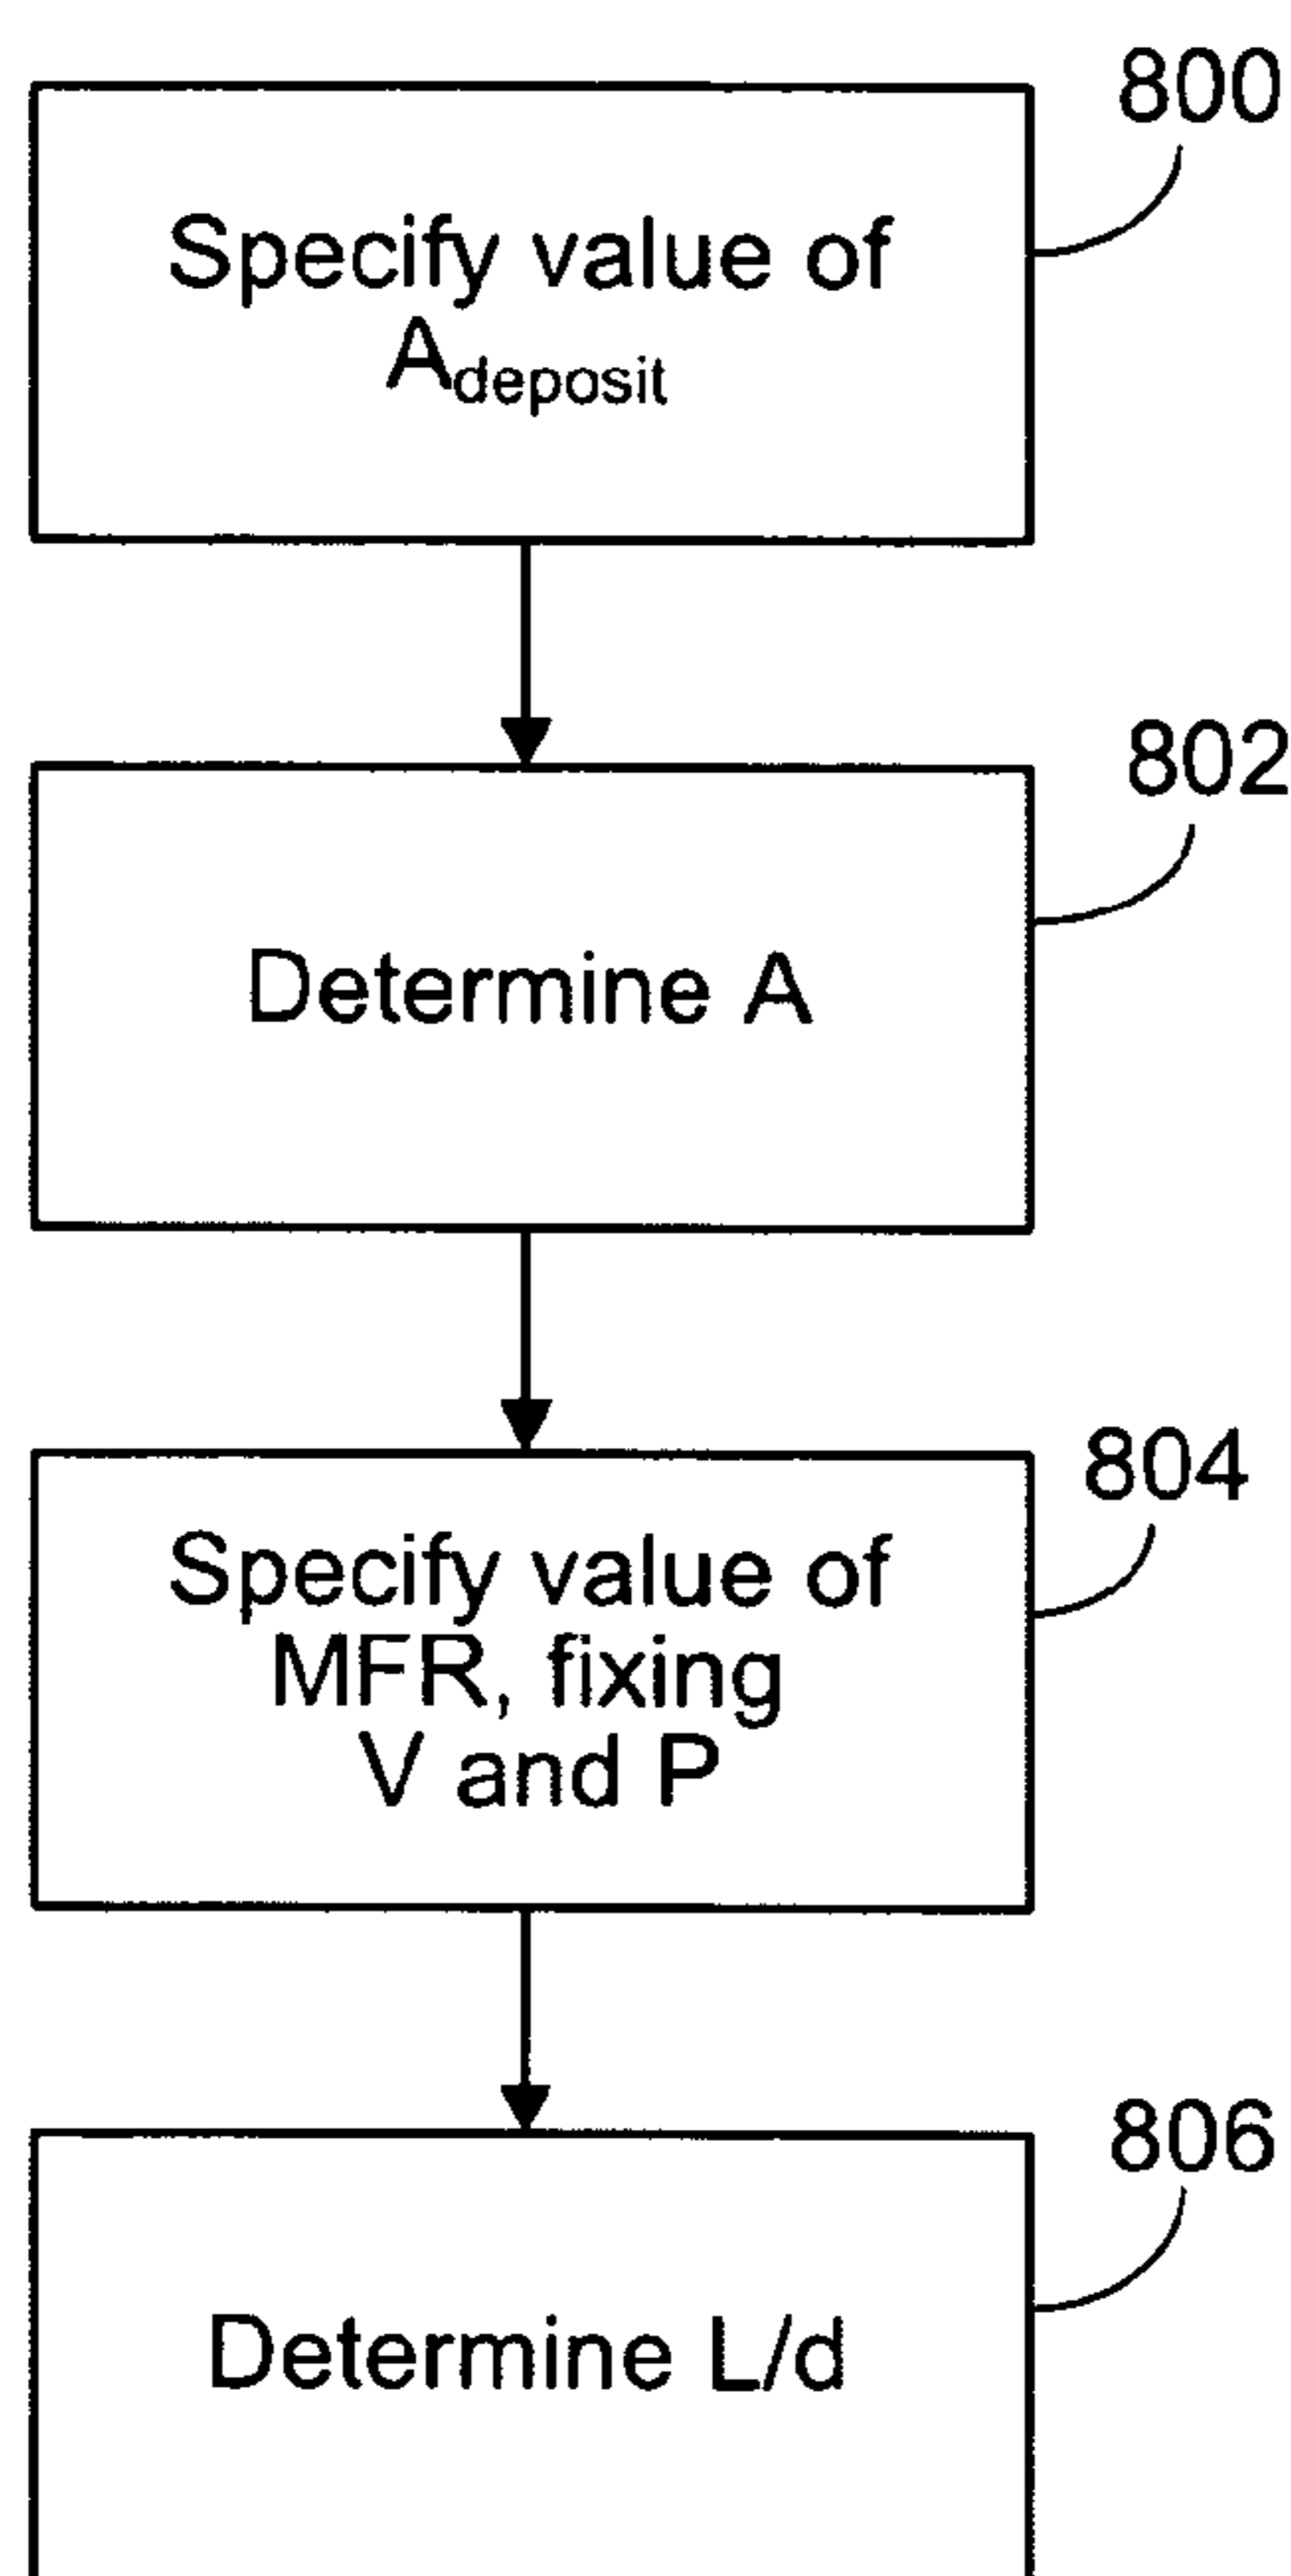 800
Specify value of
Adeposit
802
Determine A
804
Specify value of
MFR, fixing
V and P
806
Determine L/d